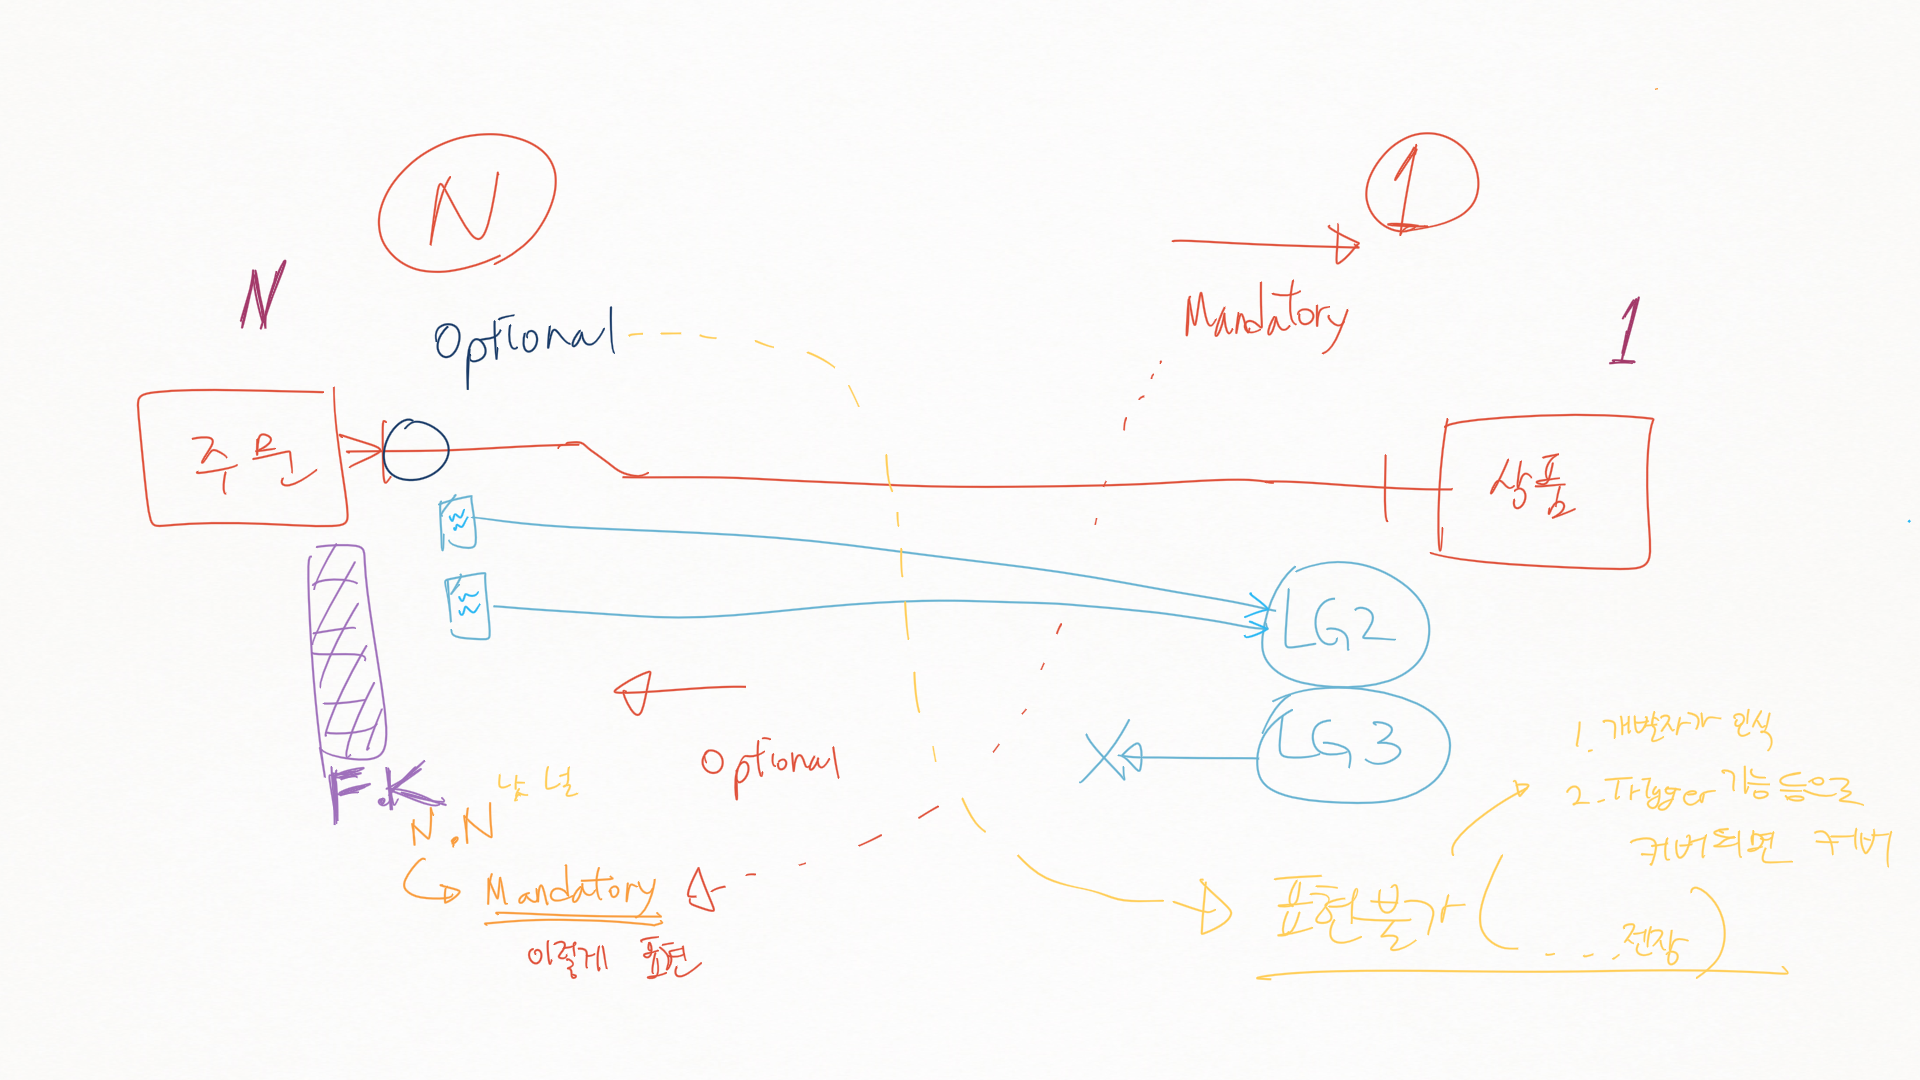 N
1
N
Optional
Mandatory
1
주문
상품
LG2
LG3
Optional
F.K
낫 널
N.N
Mandatory
이렇게 표현
1. 개발자가 인식
2. Trigger 기능 등으로
커버되면 커버
표현불가 ( .... 젠장 )